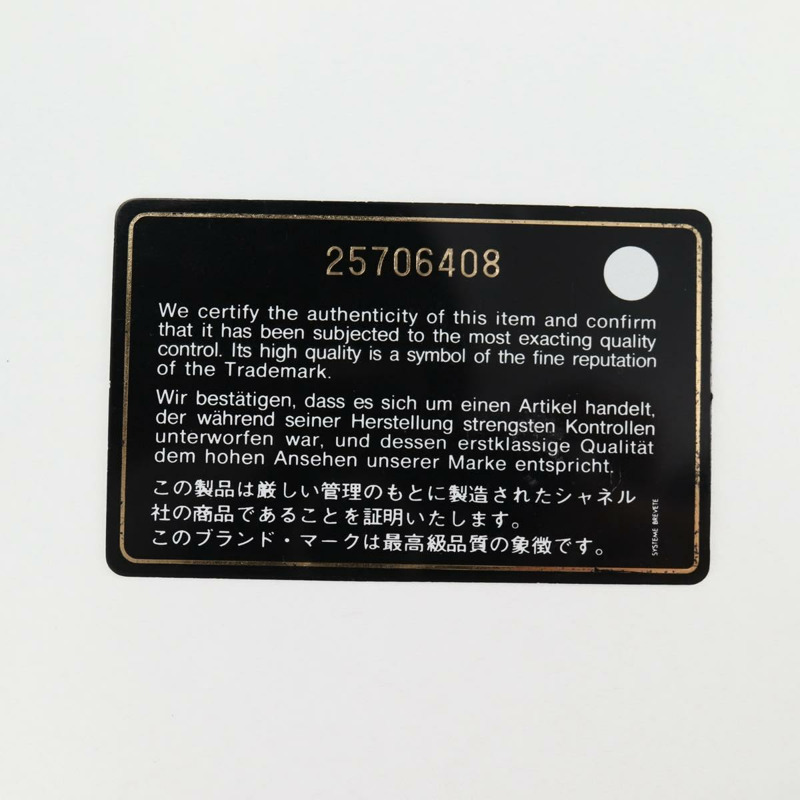 25706408
We certify the authenticity of this item and confirm
that it has been subjected to the most exacting quality
control. Its high quality is a symbol of the fine reputation
of the Trademark.
Wir bestätigen, dass es sich um einen Artikel handelt,
der während seiner Herstellung strengsten Kontrollen
unterworfen war, und dessen erstklassige Qualität
dem hohen Ansehen unserer Marke entspricht.
この製品は厳しい管理のもとに製造されたシャネル
社の商品であることを証明いたします。
このブランド・マークは最高級品質の象徴です。
SYSTEME BREVETE